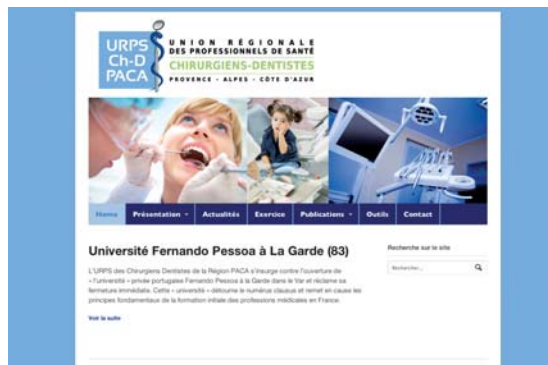 URPS
Ch-D
PACA
UNION RÉGIONALE
DES PROFESSIONNELS DE SANTÉ
CHIRURGIENS-DENTISTES
PROVENCE - ALPES - CÔTE D'AZUR
Home Présentation Actualités Exercice Publications Outils Contact
Université Fernando Pessoa à La Garde (83)
L'URPS des Chirurgiens Dentistes de la Région PACA s'insurge contre l'ouverture de
« l'université » privée portugaise Fernando Pessoa à la Garde dans le Var et réclame sa
fermeture immédiate. Cette « université » détourne le numérus clausus et remet en cause les
principes fondamentaux de la formation initiale des professions médicales en France.
Voir la suite
Recherche sur le site
Rechercher...